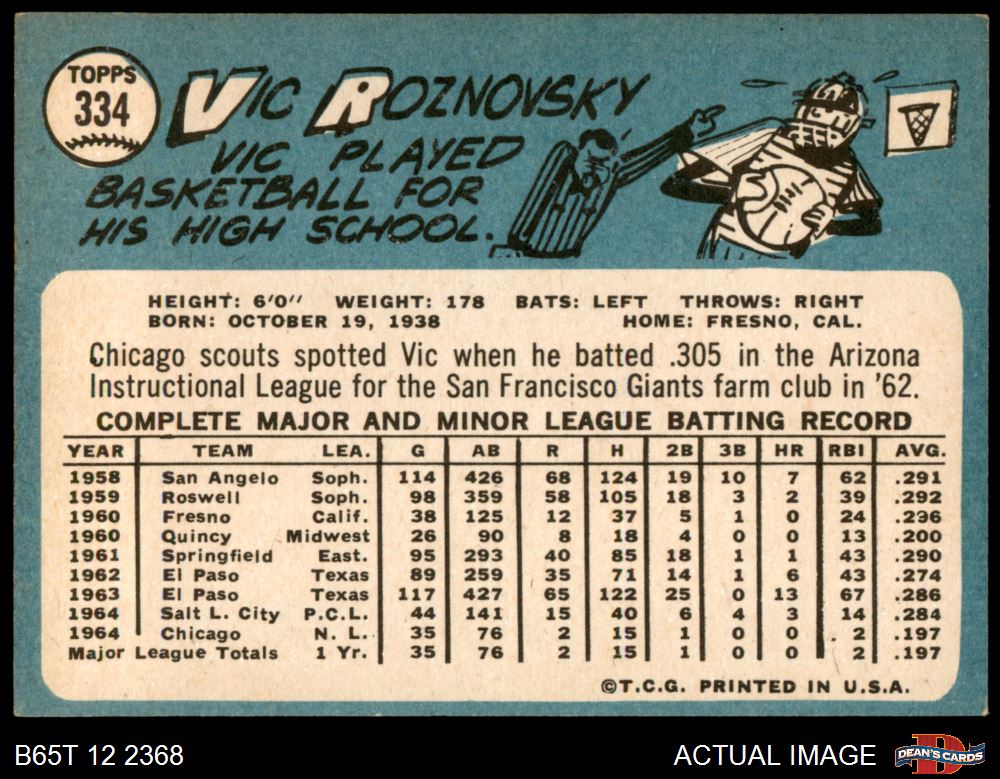 TOPPS
334
VIC ROZNOVSKY
VIC PLAYED
BASKETBALL FOR
HIS HIGH SCHOOL.
HEIGHT: 6'0" WEIGHT: 178 BATS: LEFT THROWS: RIGHT
BORN: OCTOBER 19, 1938 HOME: FRESNO, CAL.
Chicago scouts spotted Vic when he batted .305 in the Arizona
Instructional League for the San Francisco Giants farm club in '62.
COMPLETE MAJOR AND MINOR LEAGUE BATTING RECORD
YEAR TEAM LEA. G AB R H 2B 3B HR RBI AVG.
1958 San Angelo Soph. 114 426 68 124 19 10 7 62 .291
1959 Roswell Soph. 98 359 58 105 18 3 2 39 .292
1960 Fresno Calif. 38 125 12 37 5 1 0 24 .296
1960 Quincy Midwest 26 90 8 18 4 0 0 13 .200
1961 Springfield East. 95 293 40 85 18 1 1 43 .290
1962 El Paso Texas 89 259 35 71 14 1 6 43 .274
1963 El Paso Texas 117 427 65 122 25 0 13 67 .286
1964 Salt L. City P.C.L. 44 141 15 40 6 4 3 14 .284
1964 Chicago N. L. 35 76 2 15 1 0 0 2 .197
Major League Totals 1 Yr. 35 76 2 15 1 0 0 2 .197
©T.C.G. PRINTED IN U.S.A.
B65T 12 2368 ACTUAL IMAGE DEAN'S CARDS